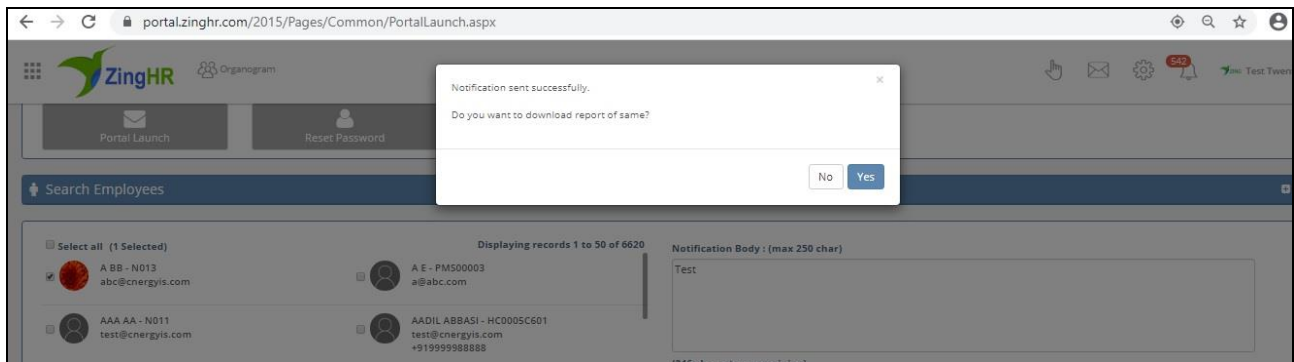 portal.zinghr.com/2015/Pages/Common/PortalLaunch.aspx
ZingHR
Organogram
542
Test Twen
Notification sent successfully.
×
Do you want to download report of same?
No
Yes
Portal Launch
Reset Password
Search Employees
Select all (1 Selected)
Displaying records 1 to 50 of 6620
A BB - N013
abc@cnergyis.com
A E - PMS00003
a@abc.com
AAA AA - N011
test@cnergyis.com
AADIL ABBASI - HC0005C601
test@cnergyis.com
+919999988888
Notification Body : (max 250 char)
Test